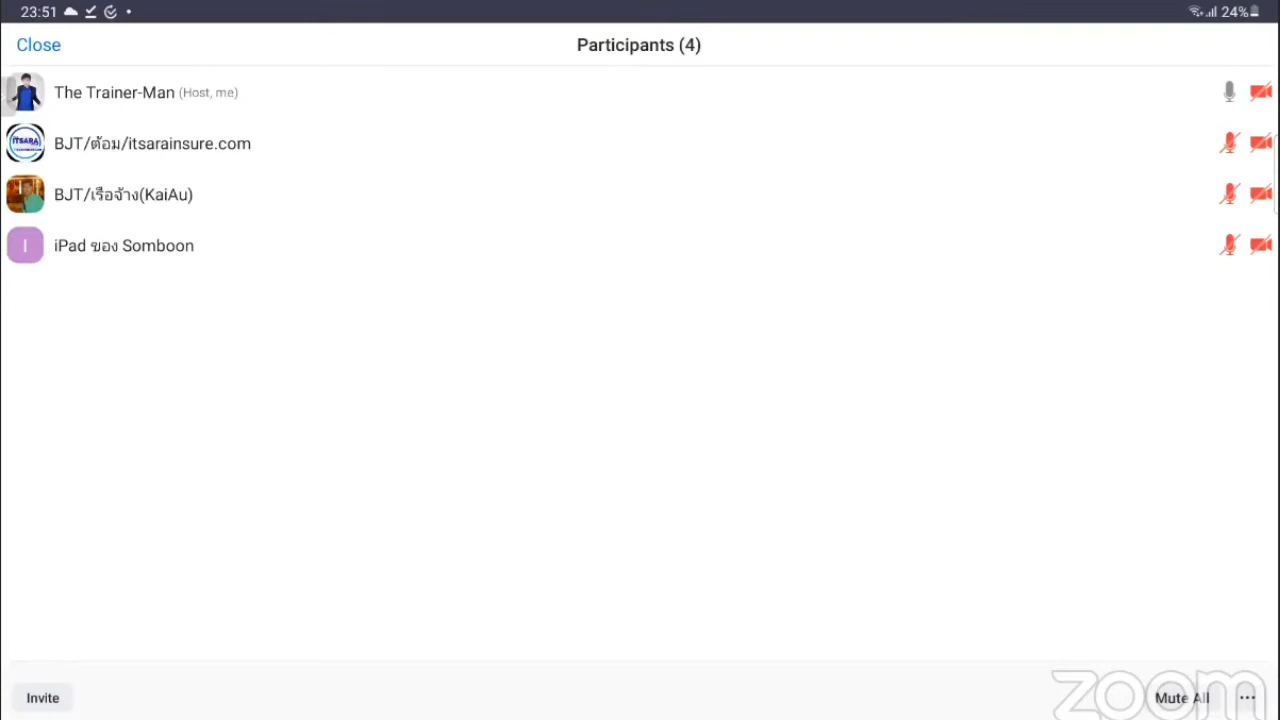 23:51
24%
Close
Participants (4)
The Trainer-Man (Host, me)
ITSARA
BJT/ต้อม/itsarainsure.com
BJT/เรือจ้าง(KaiAu)
I
iPad ของ Somboon
Invite
zoom
Mute All